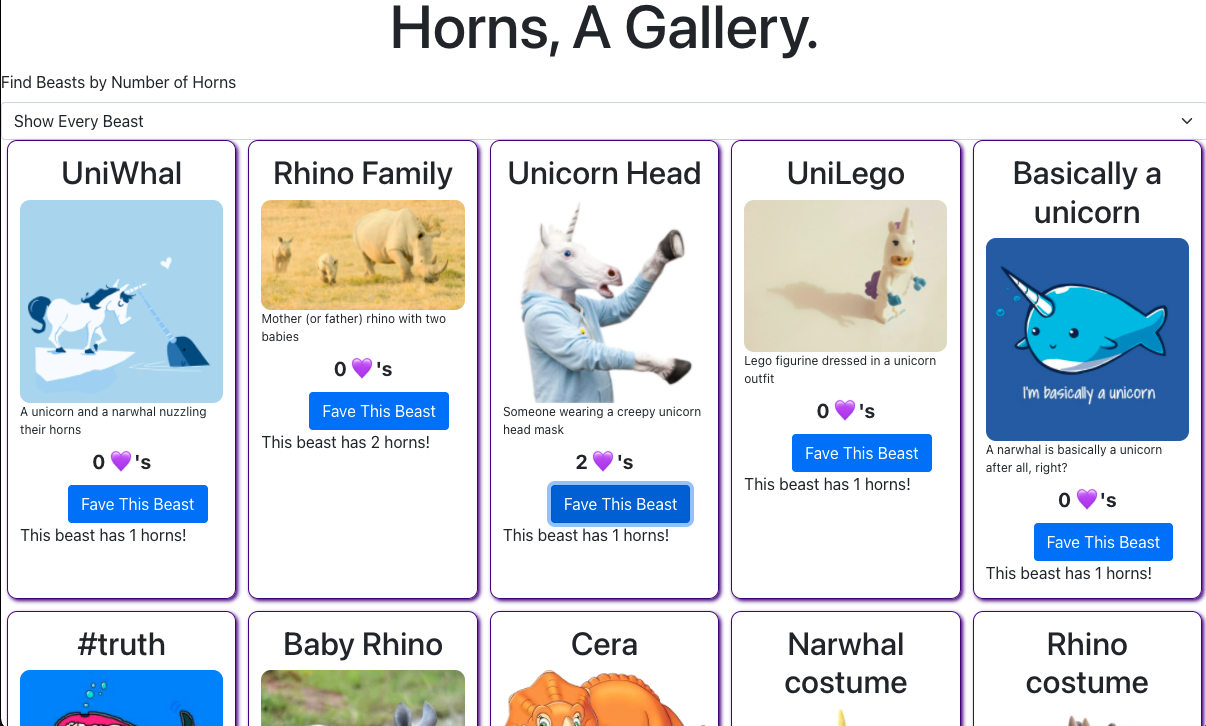 Horns, A Gallery.
Find Beasts by Number of Horns
Show Every Beast
UniWhal
A unicorn and a narwhal nuzzling
their horns
0 💜 's
Fave This Beast
This beast has 1 horns!
Rhino Family
Mother (or father) rhino with two
babies
0 💜 's
Fave This Beast
This beast has 2 horns!
Unicorn Head
Someone wearing a creepy unicorn
head mask
2 💜 's
Fave This Beast
This beast has 1 horns!
UniLego
Lego figurine dressed in a unicorn
outfit
0 💜 's
Fave This Beast
This beast has 1 horns!
Basically a
unicorn
I'm basically a unicorn
A narwhal is basically a unicorn
after all, right?
0 💜 's
Fave This Beast
This beast has 1 horns!
#truth
Baby Rhino
Cera
Narwhal
costume
Rhino
costume